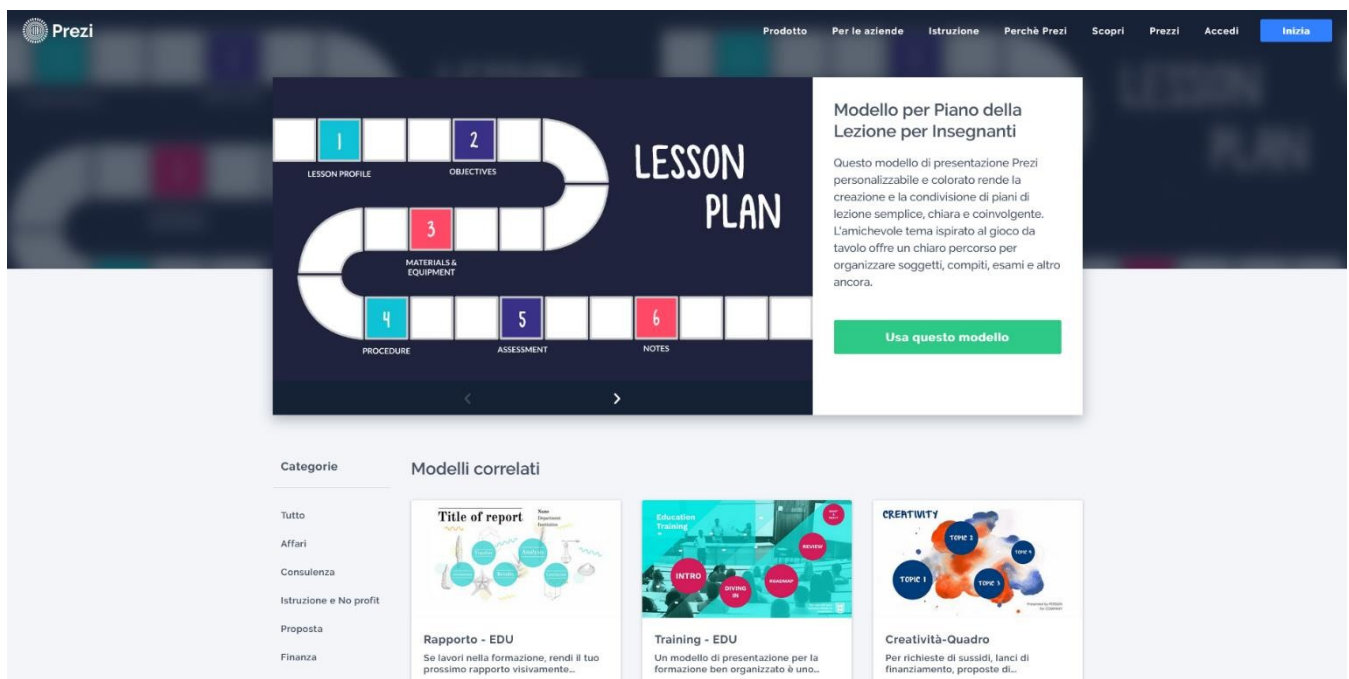 Prezi
Prodotto Per le aziende Istruzione Perchè Prezi Scopri Prezzi Accedi Inizia
1
2
LESSON PROFILE
OBJECTIVES
LESSON
PLAN
3
MATERIALS &
EQUIPMENT
4
5
6
PROCEDURE
ASSESSMENT
NOTES
Modello per Piano della
Lezione per Insegnanti
Questo modello di presentazione Prezi
personalizzabile e colorato rende la
creazione e la condivisione di piani di
lezione semplice, chiara e coinvolgente.
L'amichevole tema ispirato al gioco da
tavolo offre un chiaro percorso per
organizzare soggetti, compiti, esami e altro
ancora.
Usa questo modello
Categorie
Tutto
Affari
Consulenza
Istruzione e No profit
Proposta
Finanza
Modelli correlati
Title of report
Name
Department
Institution
Rapporto - EDU
Se lavori nella formazione, rendi il tuo
prossimo rapporto visivamente...
Education
Training
INTRO
DIVING
IN
ROADMAP
REVIEW
Training - EDU
Un modello di presentazione per la
formazione ben organizzato è uno...
CREATIVITY
TOPIC 1
TOPIC 2
TOPIC 3
TOPIC 4
Creatività-Quadro
Per richieste di sussidi, lanci di
finanziamento, proposte di...